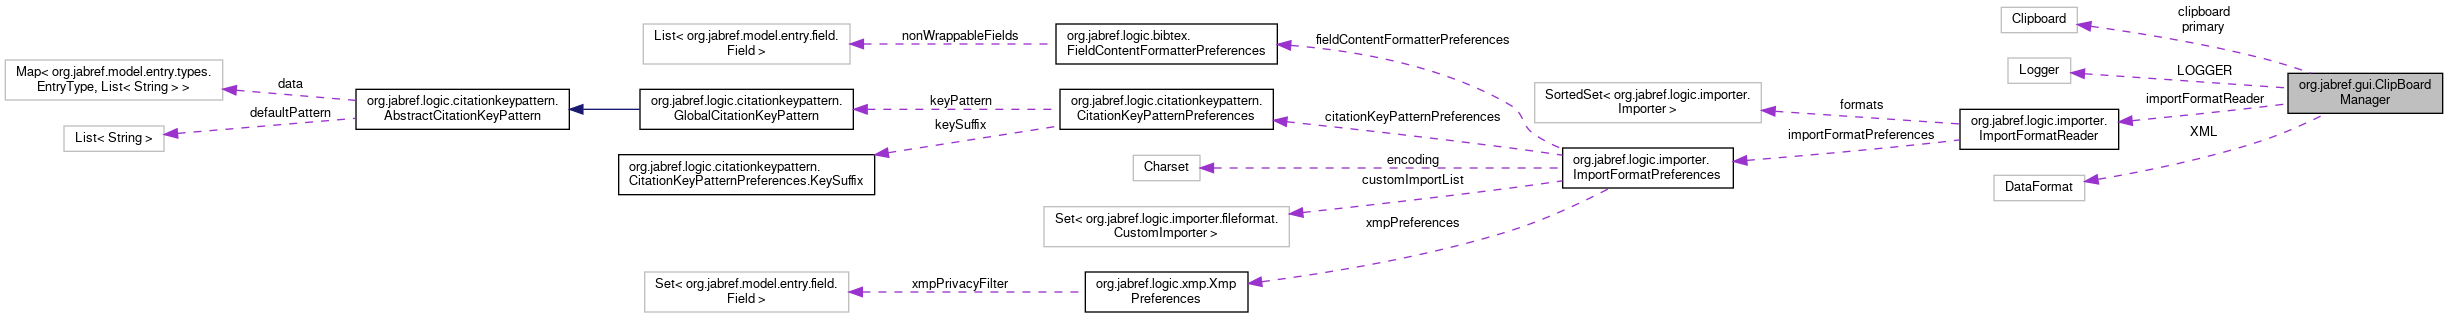 Map< org.jabref.model.entry.types.
EntryType, List< String > >
List< String >
data
defaultPattern
org.jabref.logic.citationkeypattern.
AbstractCitationKeyPattern
List< org.jabref.model.entry.field.
Field >
org.jabref.logic.citationkeypattern.
GlobalCitationKeyPattern
org.jabref.logic.citationkeypattern.
CitationKeyPatternPreferences.KeySuffix
Set< org.jabref.model.entry.field.
Field >
nonWrappableFields
keyPattern
keySuffix
xmpPrivacyFilter
org.jabref.logic.bibtex.
FieldContentFormatterPreferences
org.jabref.logic.citationkeypattern.
CitationKeyPatternPreferences
Charset
Set< org.jabref.logic.importer.fileformat.
CustomImporter >
org.jabref.logic.xmp.Xmp
Preferences
fieldContentFormatterPreferences
citationKeyPatternPreferences
encoding
customImportList
xmpPreferences
SortedSet< org.jabref.logic.importer.
Importer >
org.jabref.logic.importer.
ImportFormatPreferences
formats
importFormatPreferences
Clipboard
Logger
org.jabref.logic.importer.
ImportFormatReader
DataFormat
clipboard
primary
LOGGER
importFormatReader
XML
org.jabref.gui.ClipBoard
Manager